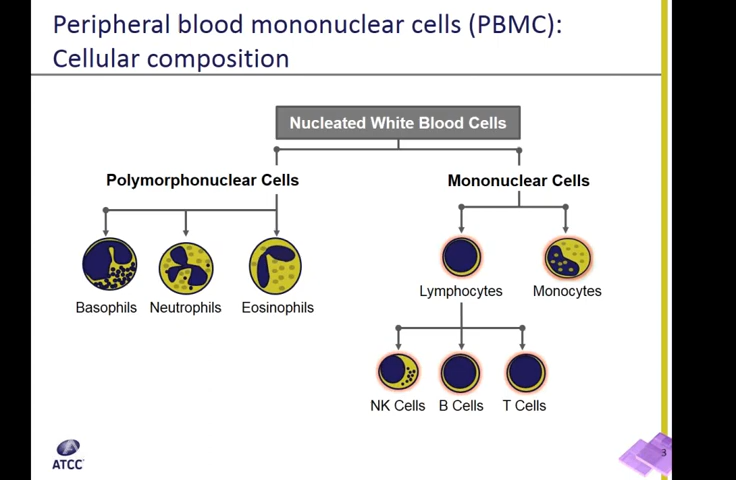 Peripheral blood mononuclear cells (PBMC):
Cellular composition
Nucleated White Blood Cells
Polymorphonuclear Cells
Mononuclear Cells
Basophils
Neutrophils
Eosinophils
Lymphocytes
Monocytes
NK Cells
B Cells
T Cells
ATCC
3